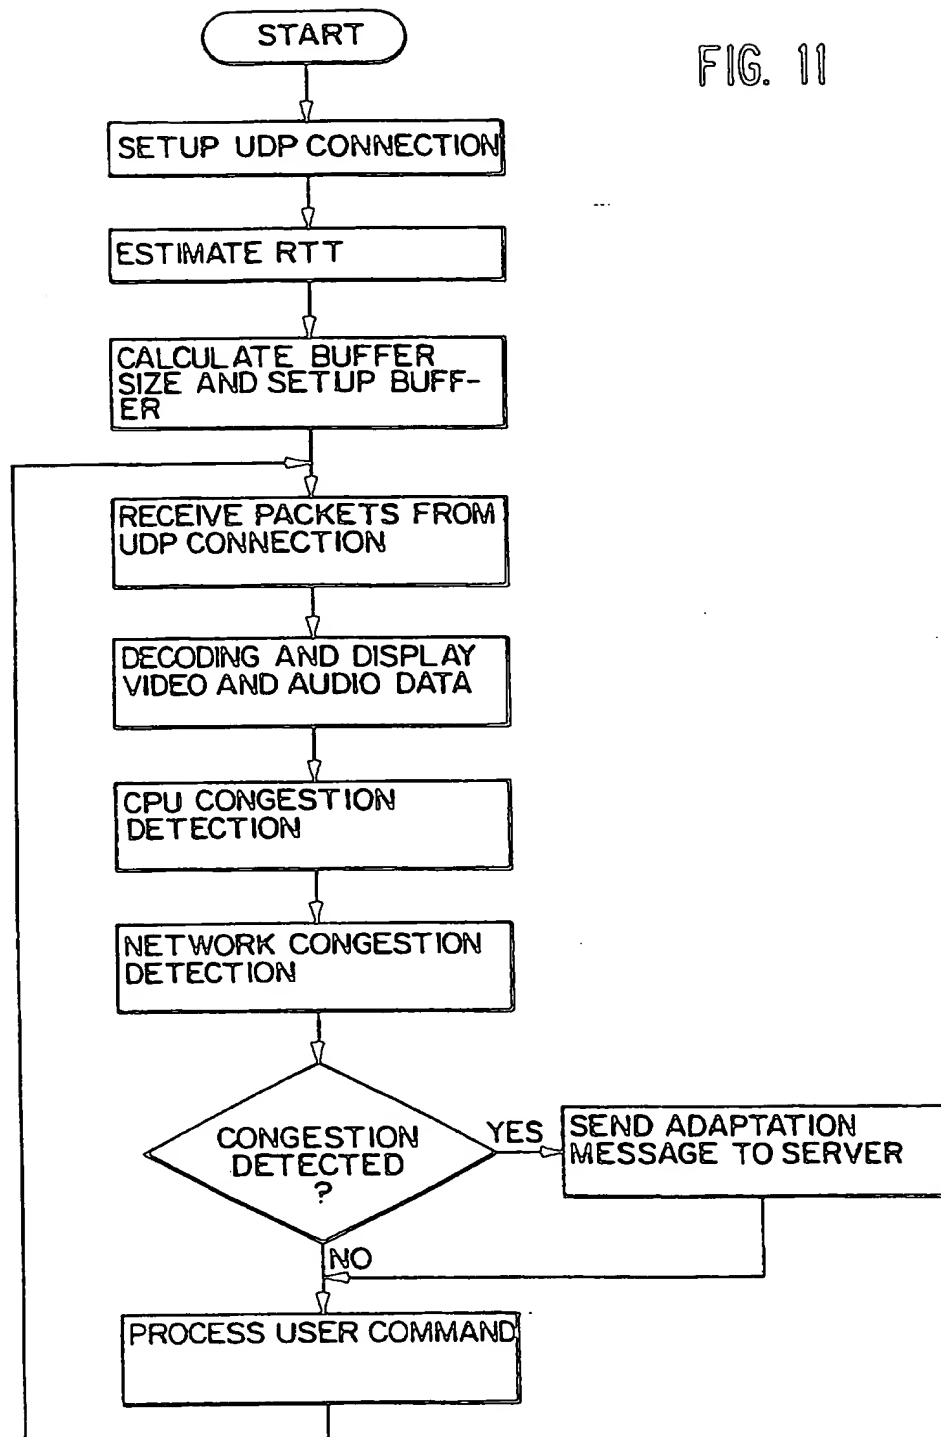 START
FIG. 11
SETUP UDP CONNECTION
ESTIMATE RTT
CALCULATE BUFFER
SIZE AND SETUP BUFF-
ER
RECEIVE PACKETS FROM
UDP CONNECTION
DECODING AND DISPLAY
VIDEO AND AUDIO DATA
CPU CONGESTION
DETECTION
NETWORK CONGESTION
DETECTION
CONGESTION
DETECTED
?
YES
SEND ADAPTATION
MESSAGE TO SERVER
NO
PROCESS USER COMMAND